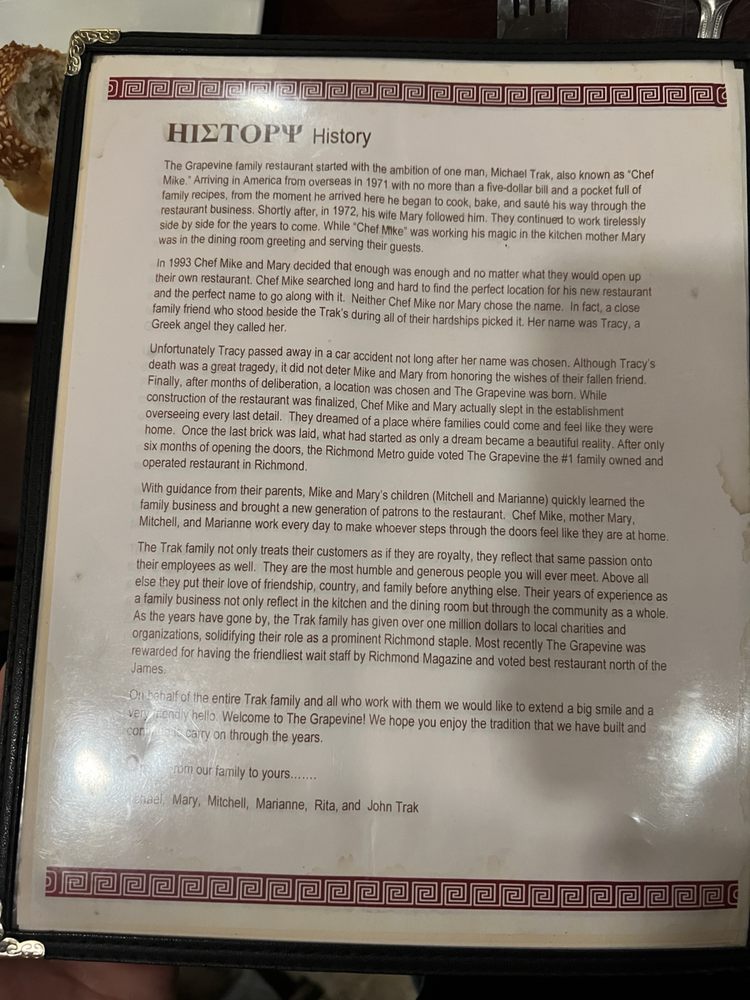 ΗΙΣΤΟΡΨ History
The Grapevine family restaurant started with the ambition of one man, Michael Trak, also known as "Chef
Mike." Arriving in America from overseas in 1971 with no more than a five-dollar bill and a pocket full of
family recipes, from the moment he arrived here he began to cook, bake, and sauté his way through the
restaurant business. Shortly after, in 1972, his wife Mary followed him. They continued to work tirelessly
side by side for the years to come. While "Chef Mike" was working his magic in the kitchen mother Mary
was in the dining room greeting and serving their guests.
In 1993 Chef Mike and Mary decided that enough was enough and no matter what they would open up
their own restaurant. Chef Mike searched long and hard to find the perfect location for his new restaurant
and the perfect name to go along with it. Neither Chef Mike nor Mary chose the name. In fact, a close
family friend who stood beside the Trak's during all of their hardships picked it. Her name was Tracy, a
Greek angel they called her.
Unfortunately Tracy passed away in a car accident not long after her name was chosen. Although Tracy's
death was a great tragedy, it did not deter Mike and Mary from honoring the wishes of their fallen friend.
Finally, after months of deliberation, a location was chosen and The Grapevine was born. While
construction of the restaurant was finalized, Chef Mike and Mary actually slept in the establishment
overseeing every last detail. They dreamed of a place where families could come and feel like they were
home. Once the last brick was laid, what had started as only a dream became a beautiful reality. After only
six months of opening the doors, the Richmond Metro guide voted The Grapevine the #1 family owned and
operated restaurant in Richmond.
With guidance from their parents, Mike and Mary's children (Mitchell and Marianne) quickly learned the
family business and brought a new generation of patrons to the restaurant. Chef Mike, mother Mary,
Mitchell, and Marianne work every day to make whoever steps through the doors feel like they are at home.
The Trak family not only treats their customers as if they are royalty, they reflect that same passion onto
their employees as well. They are the most humble and generous people you will ever meet. Above all
else they put their love of friendship, country, and family before anything else. Their years of experience as
a family business not only reflect in the kitchen and the dining room but through the community as a whole.
As the years have gone by, the Trak family has given over one million dollars to local charities and
organizations, solidifying their role as a prominent Richmond staple. Most recently The Grapevine was
rewarded for having the friendliest wait staff by Richmond Magazine and voted best restaurant north of the
James.
On behalf of the entire Trak family and all who work with them we would like to extend a big smile and a
very friendly hello. Welcome to The Grapevine! We hope you enjoy the tradition that we have built and
carry on through the years.
from our family to yours.......
Mary, Mitchell, Marianne, Rita, and John Trak